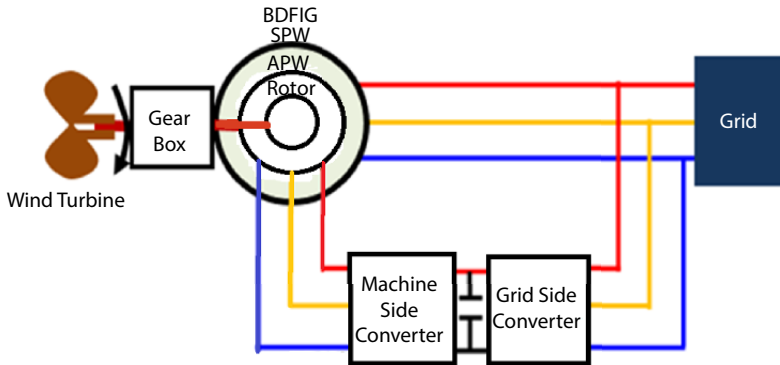 BDFIG
SPW
APW
Rotor
Gear
Box
Grid
Wind Turbine
Machine
Side
Converter
Grid Side
Converter